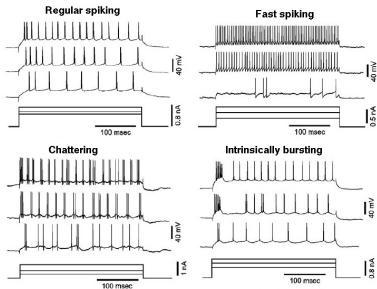 Regular spiking
40 mV
0.8 nA
100 msec
Fast spiking
40 mV
0.5 nA
100 msec
Chattering
40 mV
1 nA
100 msec
Intrinsically bursting
40 mV
0.8 nA
100 msec